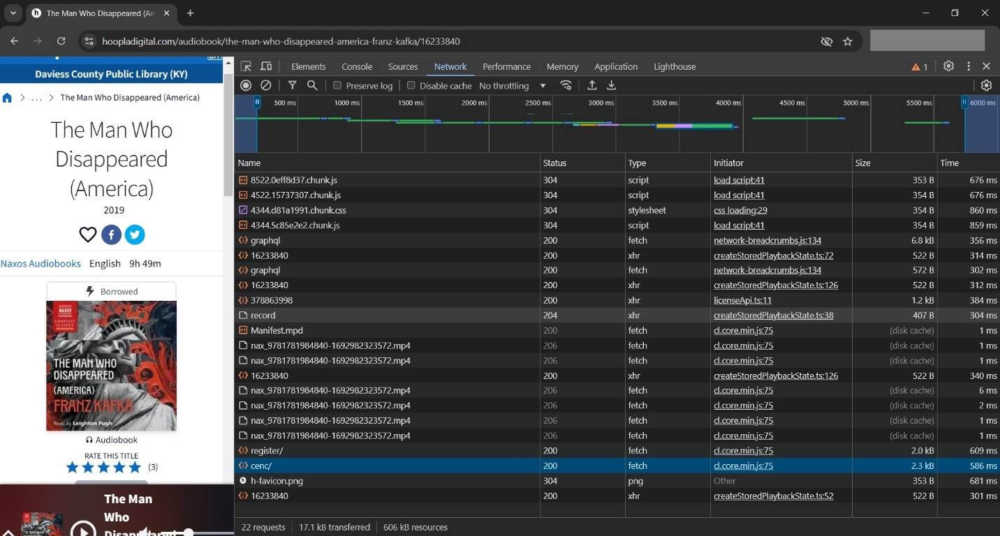 The Man Who Disappeared (An
hoopladigital.com/audiobook/the-man-who-disappeared-america-franz-kafka/16233840
Daviess County Public Library (KY)
... The Man Who Disappeared (America)
The Man Who
Disappeared
(America)
2019
Naxos Audiobooks English 9h 49m
Borrowed
NAXOS
AUDIOBOOKS
COMPLETE
CLASSICS
UNABRIDGED
THE MAN WHO
DISAPPEARED
(AMERICA)
FRANZ KAFKA
Read by Leighton Pugh
Audiobook
RATE THIS TITLE
(3)
The Man
Who
Elements Console Sources Network Performance Memory Application Lighthouse 1
Preserve log Disable cache No throttling
500 ms 1000 ms 1500 ms 2000 ms 2500 ms 3000 ms 3500 ms 4000 ms 4500 ms 5000 ms 5500 ms 6000 ms
Name Status Type Initiator Size Time
8522.0eff8d37.chunk.js 304 script load script:41 353 B 676 ms
4522.15737307.chunk.js 304 script load script:41 354 B 676 ms
4344.d81a1991.chunk.css 304 stylesheet css loading:29 354 B 860 ms
4344.5c85e2e2.chunk.js 304 script load script:41 354 B 859 ms
graphql 200 fetch network-breadcrumbs.js:134 6.8 kB 356 ms
16233840 200 xhr createStoredPlaybackState.ts:72 522 B 314 ms
graphql 200 fetch network-breadcrumbs.js:134 572 B 302 ms
16233840 200 xhr createStoredPlaybackState.ts:126 522 B 312 ms
378863998 200 xhr licenseApi.ts:11 1.2 kB 384 ms
record 204 xhr createStoredPlaybackState.ts:38 407 B 304 ms
Manifest.mpd 200 fetch cl.core.min.js:75 (disk cache) 1 ms
nax_9781781984840-1692982323572.mp4 206 fetch cl.core.min.js:75 (disk cache) 1 ms
nax_9781781984840-1692982323572.mp4 206 fetch cl.core.min.js:75 (disk cache) 1 ms
16233840 200 xhr createStoredPlaybackState.ts:126 522 B 340 ms
nax_9781781984840-1692982323572.mp4 206 fetch cl.core.min.js:75 (disk cache) 6 ms
nax_9781781984840-1692982323572.mp4 206 fetch cl.core.min.js:75 (disk cache) 2 ms
nax_9781781984840-1692982323572.mp4 206 fetch cl.core.min.js:75 (disk cache) 1 ms
nax_9781781984840-1692982323572.mp4 206 fetch cl.core.min.js:75 (disk cache) 1 ms
register/ 200 fetch cl.core.min.js:75 2.0 kB 609 ms
cenc/ 200 fetch cl.core.min.js:75 2.3 kB 586 ms
h-favicon.png 304 png Other 353 B 681 ms
16233840 200 xhr createStoredPlaybackState.ts:52 522 B 301 ms
22 requests 17.1 kB transferred 606 kB resources